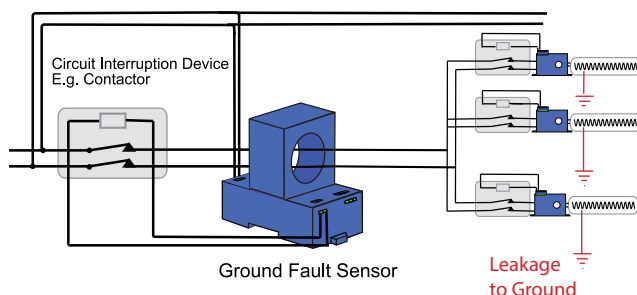 Circuit Interruption Device
E.g. Contactor
Ground Fault Sensor
Leakage
to Ground